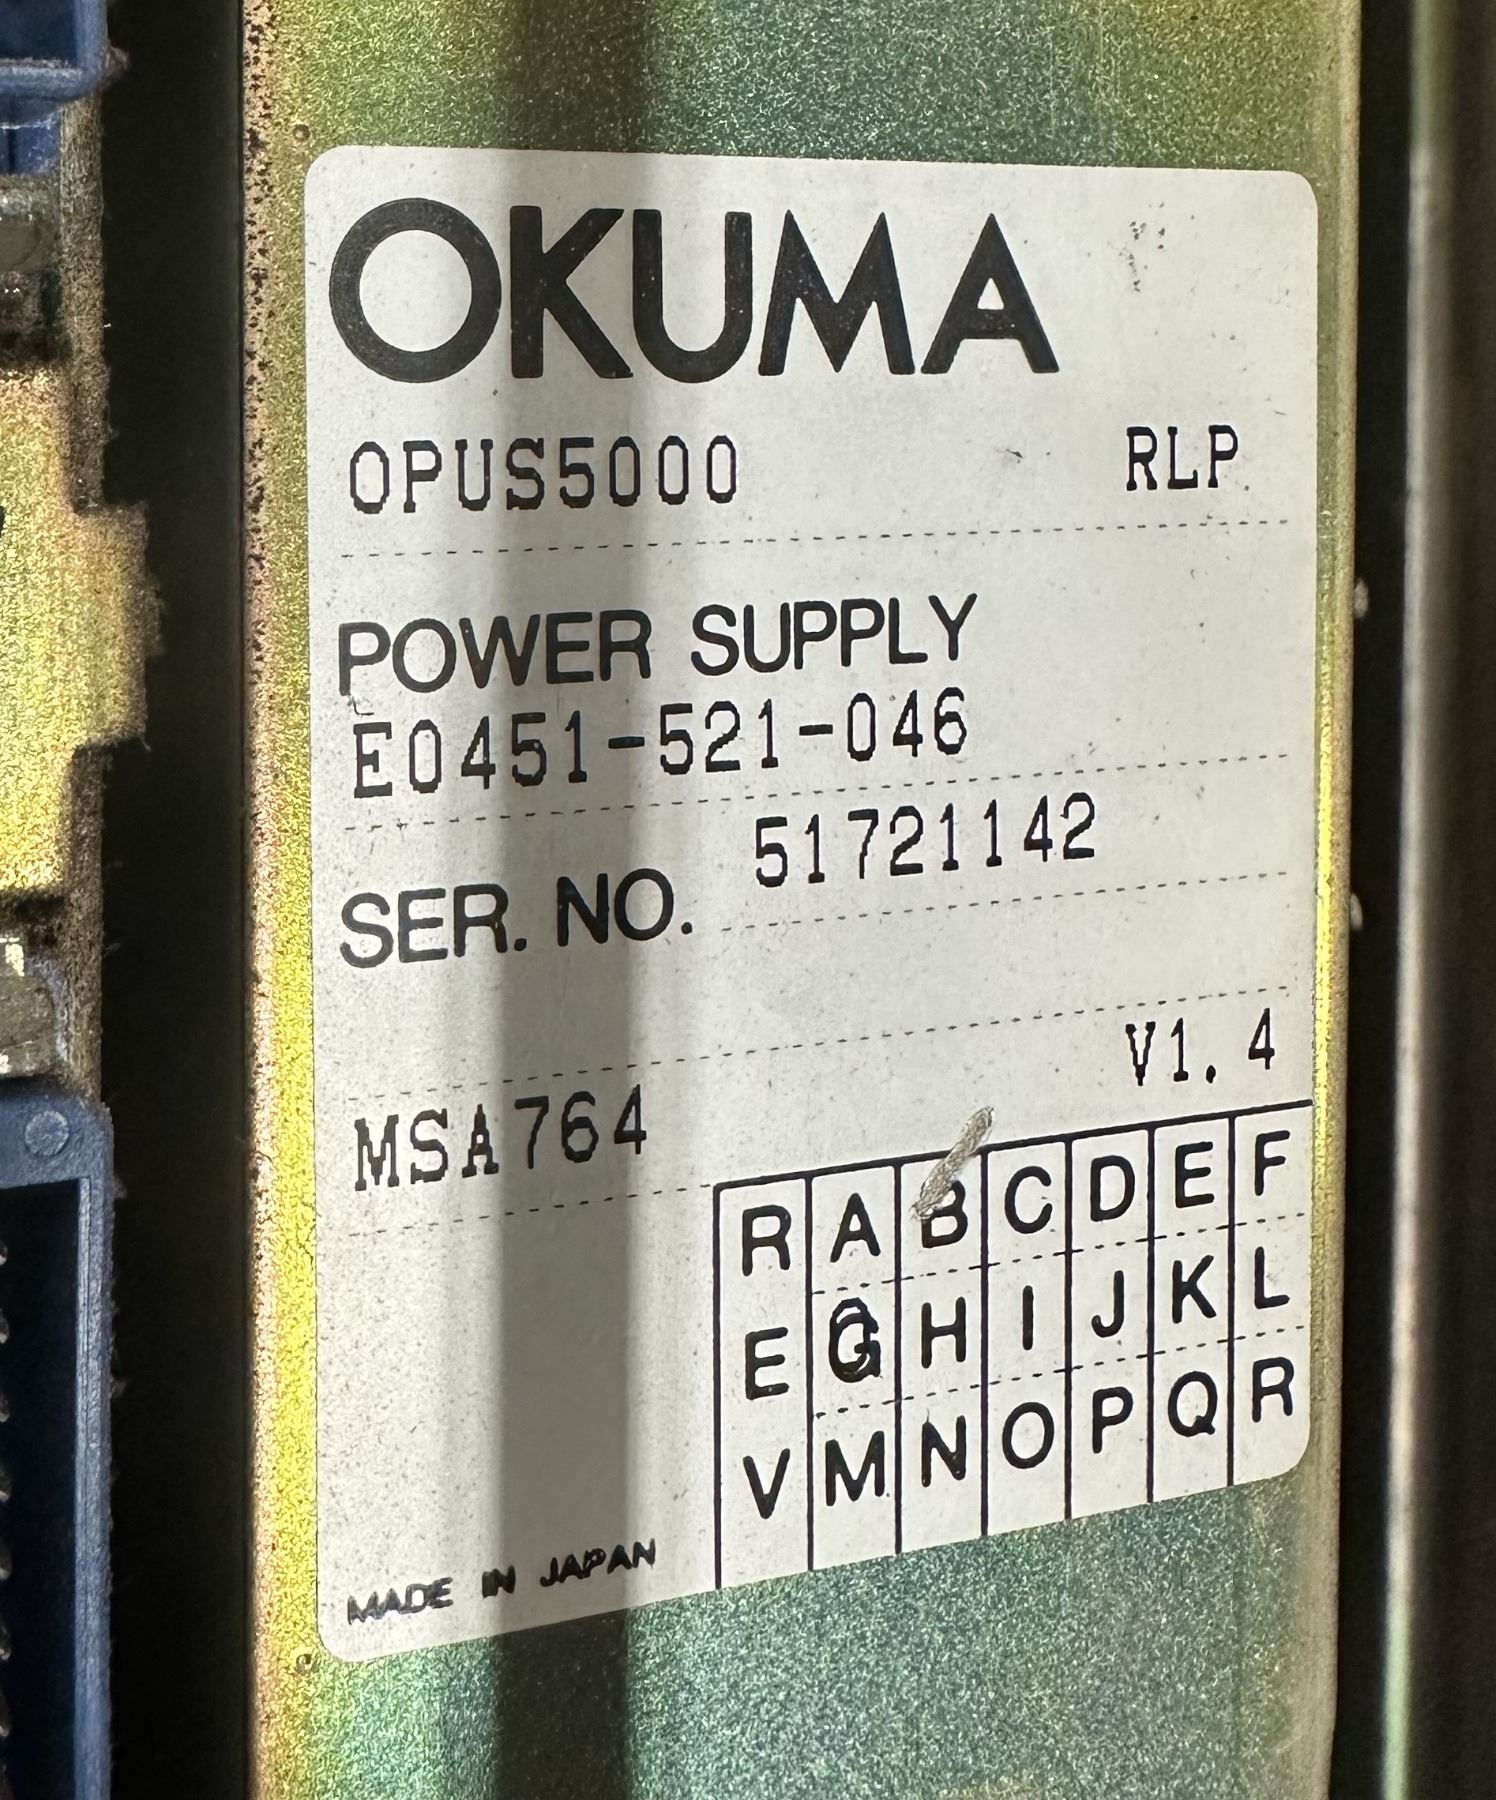 OKUMA
OPUS5000 RLP
POWER SUPPLY
E0451-521-046
SER. NO. 51721142
V1.4
MSA764
R A B C D E F
E G H I J K L
V M N O P Q R
MADE IN JAPAN